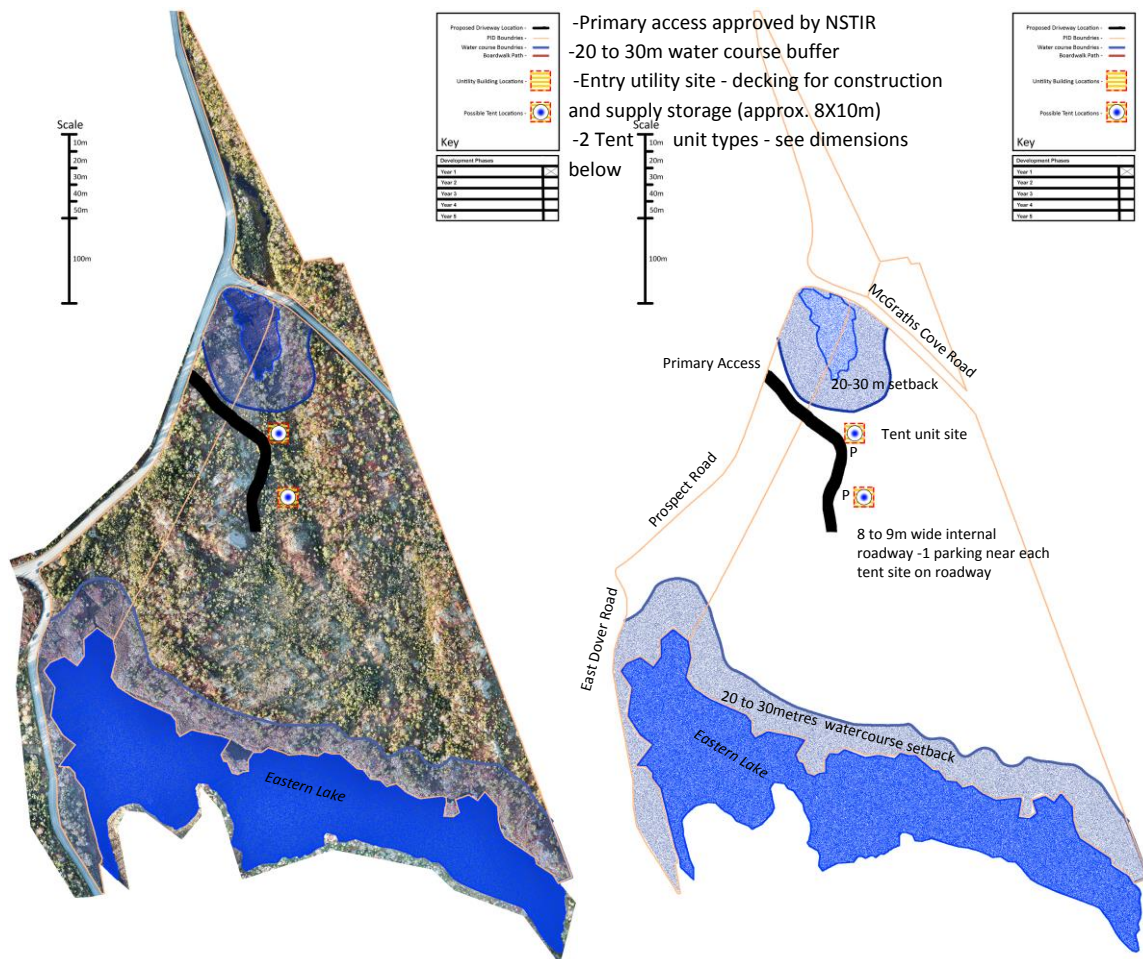 Proposed Driveway Location -
PID Boundries -
Water course Boundries -
Boardwalk Path -
Unitility Building Locations -
Possible Tent Locations -
Key
Development Phases
Year 1
Year 2
Year 3
Year 4
Year 5
Scale
10m
20m
30m
40m
50m
100m
-Primary access approved by NSTIR
-20 to 30m water course buffer
-Entry utility site - decking for construction
and supply storage (approx. 8X10m)
-2 Tent unit types - see dimensions
below
Eastern Lake
Scale
10m
20m
30m
40m
50m
100m
Proposed Driveway Location -
PID Boundries -
Water course Boundries -
Boardwalk Path -
Unitility Building Locations -
Possible Tent Locations -
Key
Development Phases
Year 1
Year 2
Year 3
Year 4
Year 5
McGraths Cove Road
Primary Access
20-30 m setback
Tent unit site
P
P
Prospect Road
8 to 9m wide internal
roadway -1 parking near each
tent site on roadway
East Dover Road
20 to 30metres watercourse setback
Eastern Lake